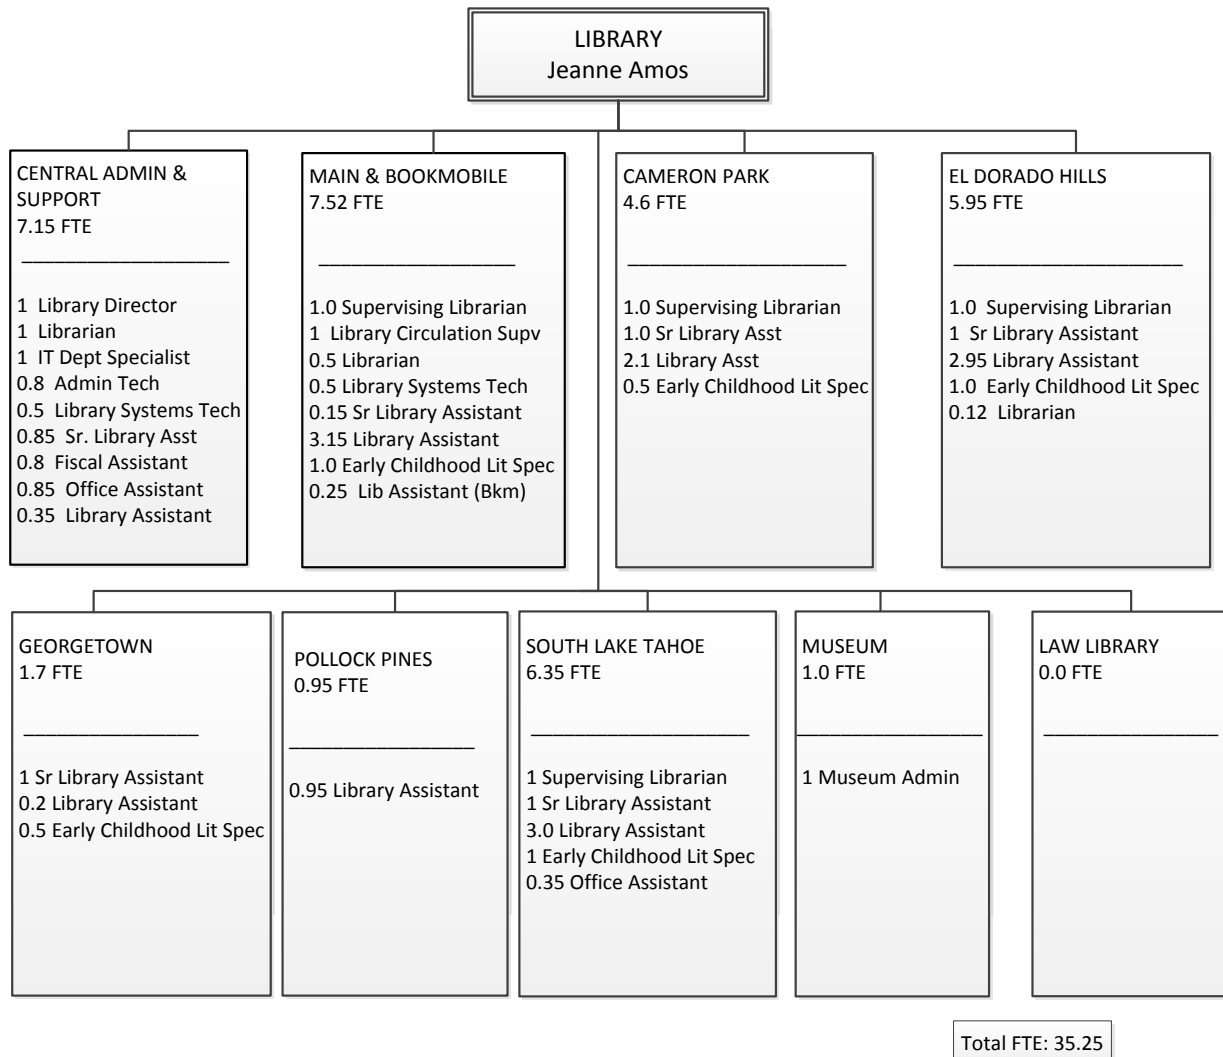 LIBRARY
Jeanne Amos
CENTRAL ADMIN &
SUPPORT
7.15 FTE
1  Library Director
1  Librarian
1  IT Dept Specialist
0.8  Admin Tech
0.5  Library Systems Tech
0.85  Sr. Library Asst
0.8  Fiscal Assistant
0.85  Office Assistant
0.35  Library Assistant
MAIN & BOOKMOBILE
7.52 FTE
1.0 Supervising Librarian
1  Library Circulation Supv
0.5 Librarian
0.5 Library Systems Tech
0.15 Sr Library Assistant
3.15 Library Assistant
1.0 Early Childhood Lit Spec
0.25  Lib Assistant (Bkm)
CAMERON PARK
4.6 FTE
1.0 Supervising Librarian
1.0 Sr Library Asst
2.1 Library Asst
0.5 Early Childhood Lit Spec
EL DORADO HILLS
5.95 FTE
1.0  Supervising Librarian
1  Sr Library Assistant
2.95 Library Assistant
1.0  Early Childhood Lit Spec
0.12  Librarian
GEORGETOWN
1.7 FTE
1 Sr Library Assistant
0.2 Library Assistant
0.5 Early Childhood Lit Spec
POLLOCK PINES
0.95 FTE
0.95 Library Assistant
SOUTH LAKE TAHOE
6.35 FTE
1 Supervising Librarian
1 Sr Library Assistant
3.0 Library Assistant
1 Early Childhood Lit Spec
0.35 Office Assistant
MUSEUM
1.0 FTE
1 Museum Admin
LAW LIBRARY
0.0 FTE
Total FTE: 35.25